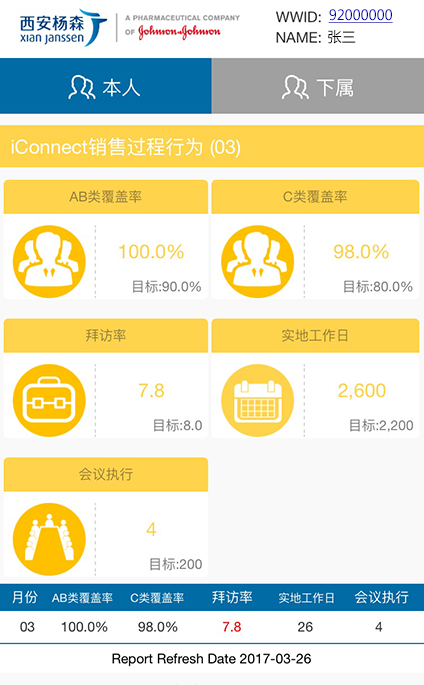 西安杨森
xian janssen
A PHARMACEUTICAL COMPANY
OF Johnson & Johnson
WWID: 92000000
NAME: 张三
本人
下属
iConnect销售过程行为 (03)
AB类覆盖率
C类覆盖率
100.0%
98.0%
目标:90.0%
目标:80.0%
拜访率
实地工作日
7.8
2,600
目标:8.0
目标:2,200
会议执行
4
目标:200
月份 AB类覆盖率 C类覆盖率 拜访率 实地工作日 会议执行
03 100.0% 98.0% 7.8 26 4
Report Refresh Date 2017-03-26